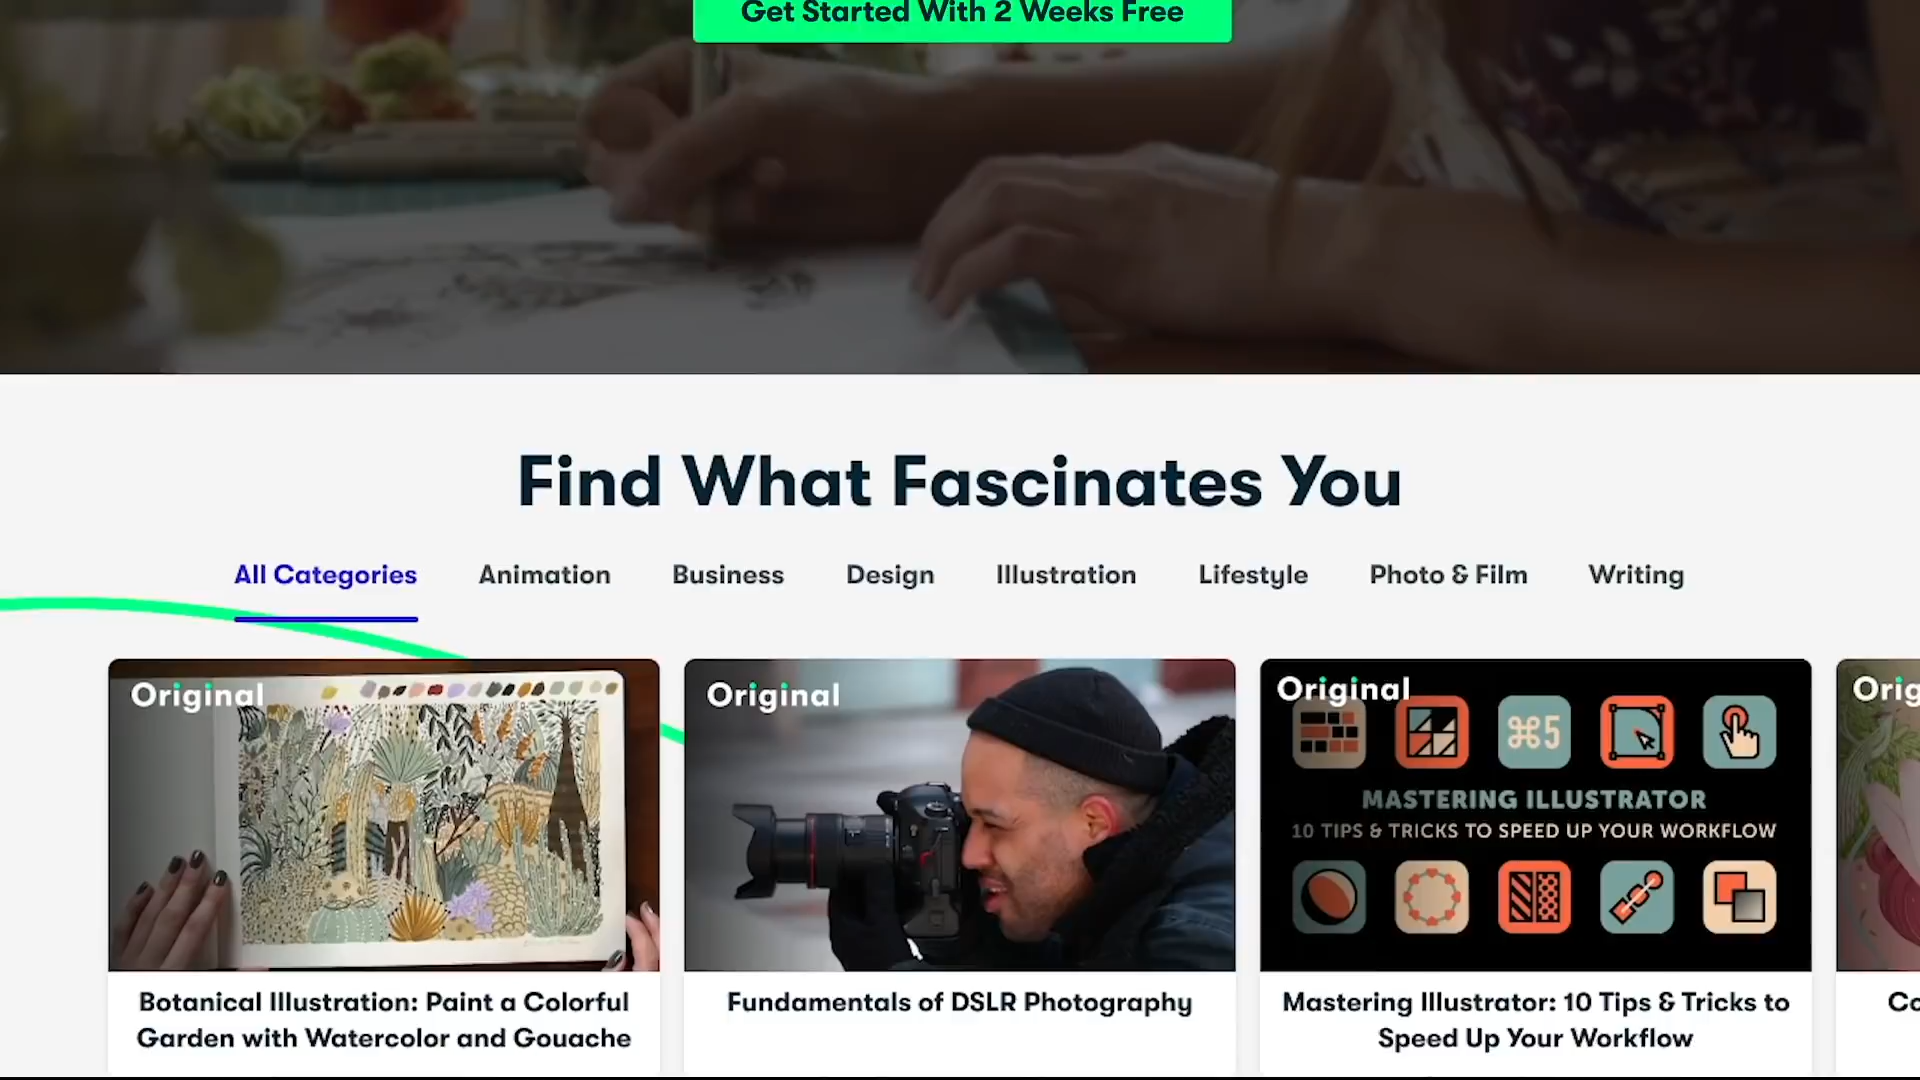 Get Started With 2 Weeks Free
Find What Fascinates You
All Categories
Animation
Business
Design
Illustration
Lifestyle
Photo & Film
Writing
Original
Original
Original
Orig
⌘5
MASTERING ILLUSTRATOR
10 TIPS & TRICKS TO SPEED UP YOUR WORKFLOW
Botanical Illustration: Paint a Colorful
Garden with Watercolor and Gouache
Fundamentals of DSLR Photography
Mastering Illustrator: 10 Tips & Tricks to
Speed Up Your Workflow
Co